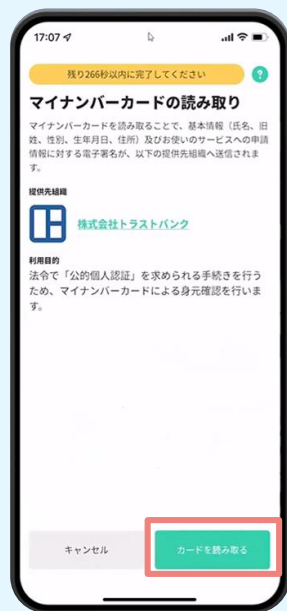 17:07
残り266秒以内に完了してください
?
マイナンバーカードの読み取り
マイナンバーカードを読み取ることで、基本情報（氏名、旧
姓、性別、生年月日、住所）及びお使いのサービスへの申請
情報に対する電子署名が、以下の提供先組織へ送信されま
す。
提供先組織
株式会社トラストバンク
利用目的
法令で「公的個人認証」を求められる手続きを行う
ため、マイナンバーカードによる身元確認を行いま
す。
キャンセル
カードを読み取る